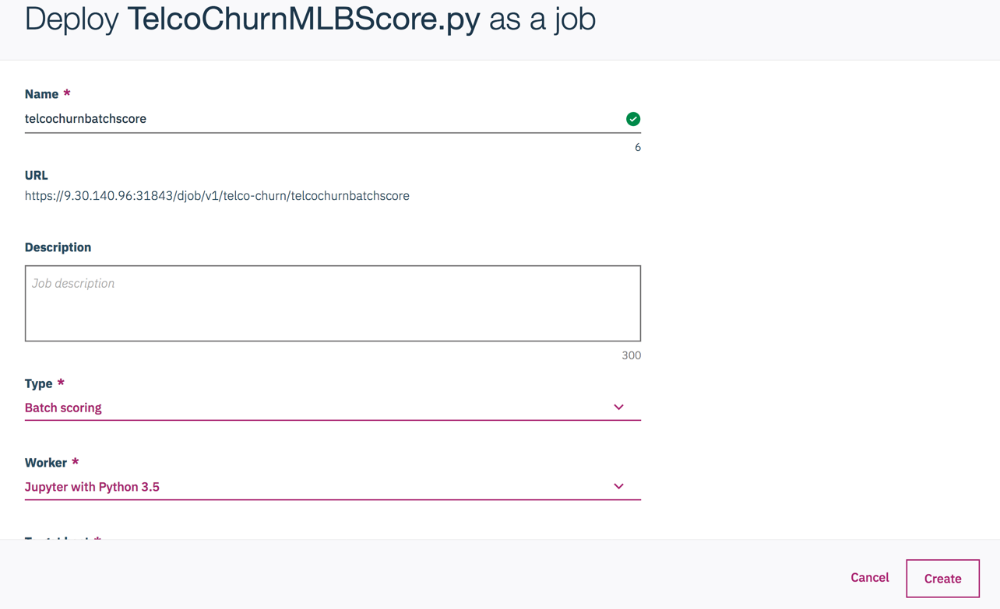 Deploy TelcoChurnMLBScore.py as a job
Name *
telcochurnbatchscore
6
URL
https://9.30.140.96:31843/djob/v1/telco-churn/telcochurnbatchscore
Description
Job description
300
Type *
Batch scoring
Worker *
Jupyter with Python 3.5
Cancel
Create